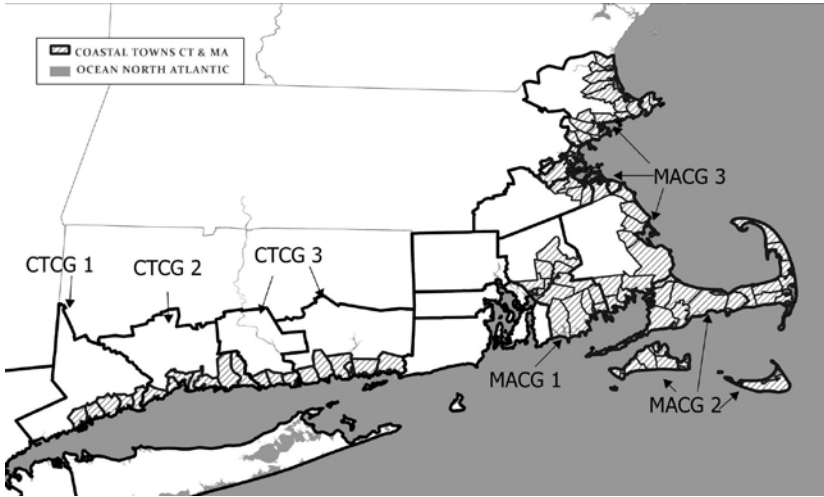 COASTAL TOWNS CT & MA
OCEAN NORTH ATLANTIC
MACG 3
CTCG 1
CTCG 2
CTCG 3
MACG 1
MACG 2